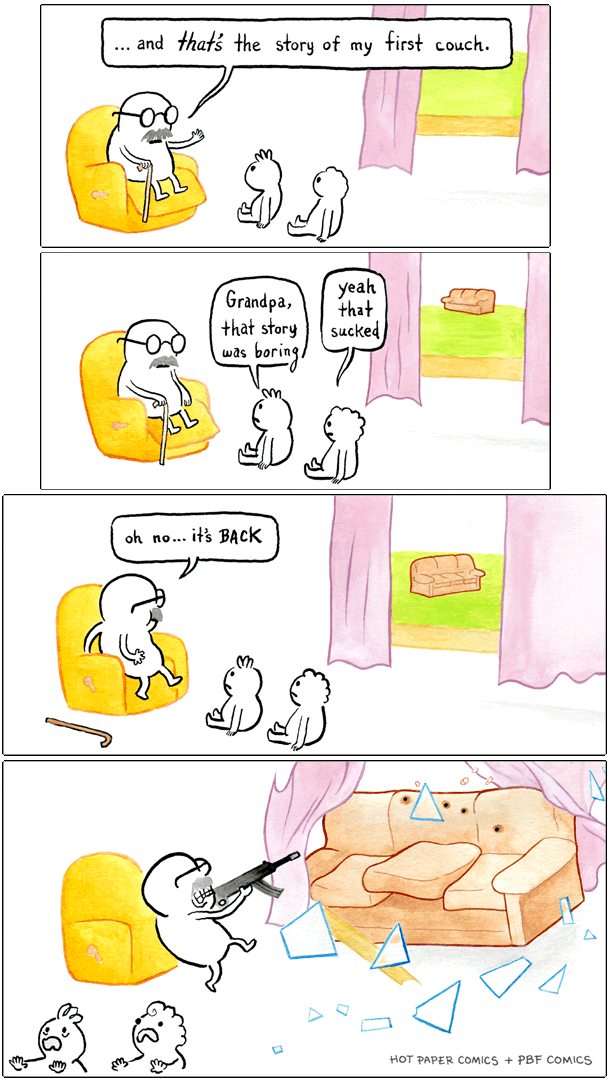 ... and that's the story of my first couch.
Grandpa,
that story
was boring
yeah
that
sucked
oh no... it's BACK
HOT PAPER COMICS + PBF COMICS